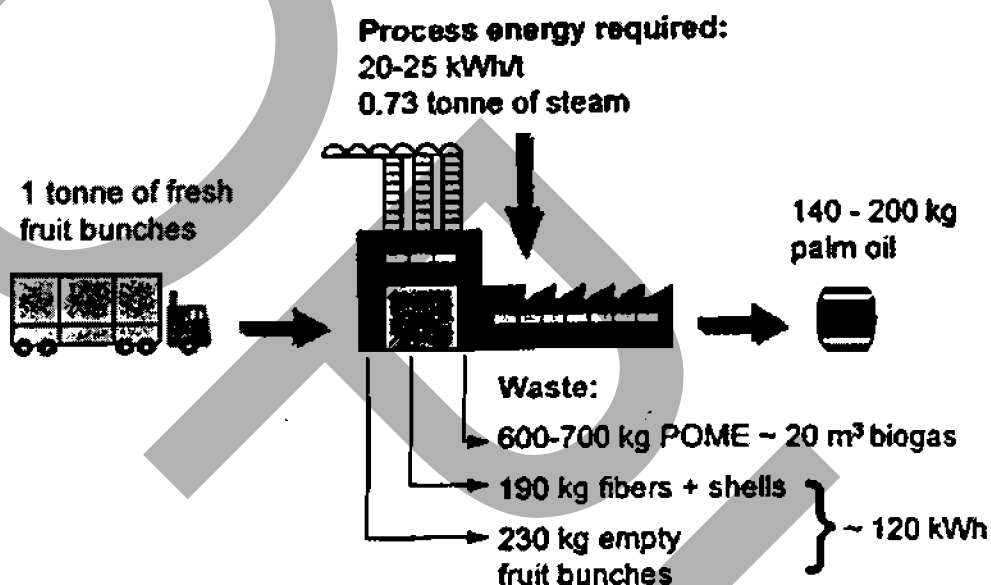 Process energy required:
20-25 kWh/t
0.73 tonne of steam
1 tonne of fresh
fruit bunches
140 - 200 kg
palm oil
Waste:
600-700 kg POME ~ 20 m³ biogas
190 kg fibers + shells
~ 120 kWh
230 kg empty
fruit bunches